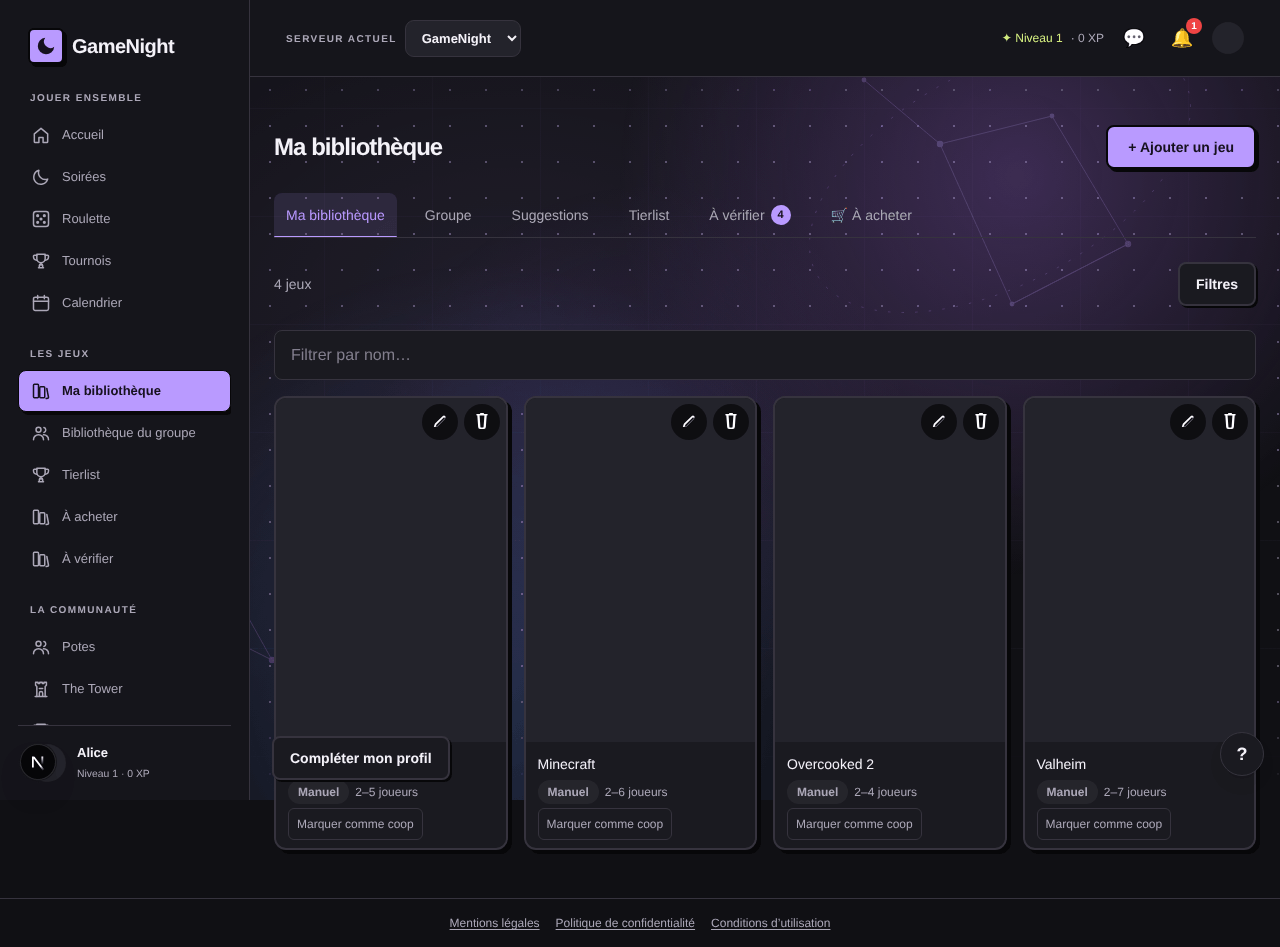 GameNight
JOUER ENSEMBLE
Accueil
Soirées
Roulette
Tournois
Calendrier
LES JEUX
Ma bibliothèque
Bibliothèque du groupe
Tierlist
À acheter
À vérifier
LA COMMUNAUTÉ
Potes
The Tower
N
Alice
Niveau 1 · 0 XP
SERVEUR ACTUEL GameNight
✦ Niveau 1 · 0 XP 1
Ma bibliothèque
+ Ajouter un jeu
Ma bibliothèque Groupe Suggestions Tierlist À vérifier 4 🛒 À acheter
4 jeux
Filtres
Filtrer par nom…
Compléter mon profil
Manuel 2–5 joueurs
Marquer comme coop
Minecraft
Manuel 2–6 joueurs
Marquer comme coop
Overcooked 2
Manuel 2–4 joueurs
Marquer comme coop
Valheim
Manuel 2–7 joueurs
Marquer comme coop
?
Mentions légales Politique de confidentialité Conditions d’utilisation